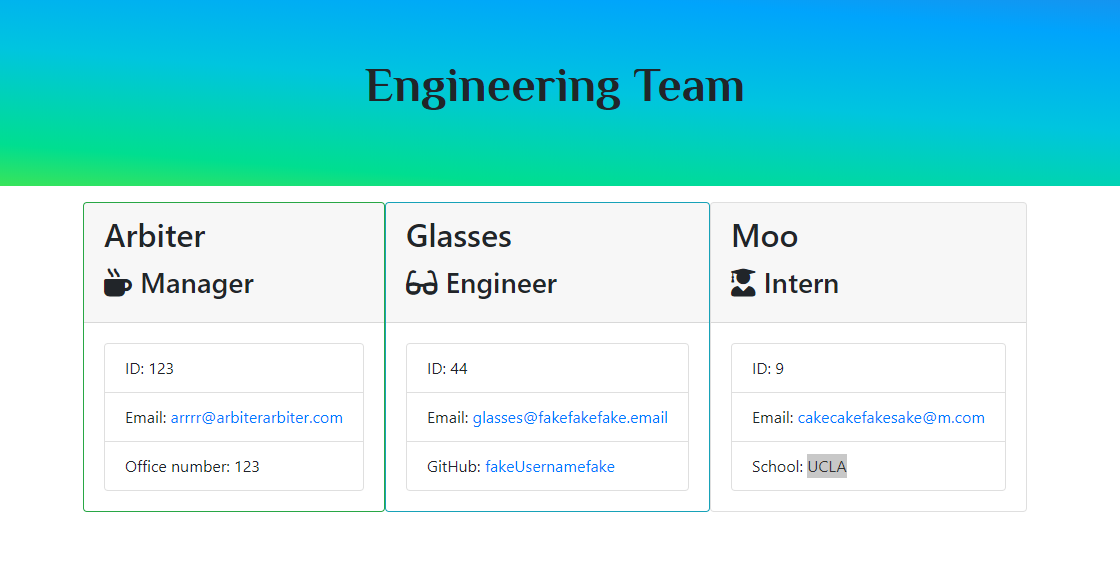 Engineering Team
Arbiter
Manager
ID: 123
Email: arrrr@arbiterarbiter.com
Office number: 123
Glasses
Engineer
ID: 44
Email: glasses@fakefakefake.email
GitHub: fakeUsernamefake
Moo
Intern
ID: 9
Email: cakecakefakesake@m.com
School: UCLA